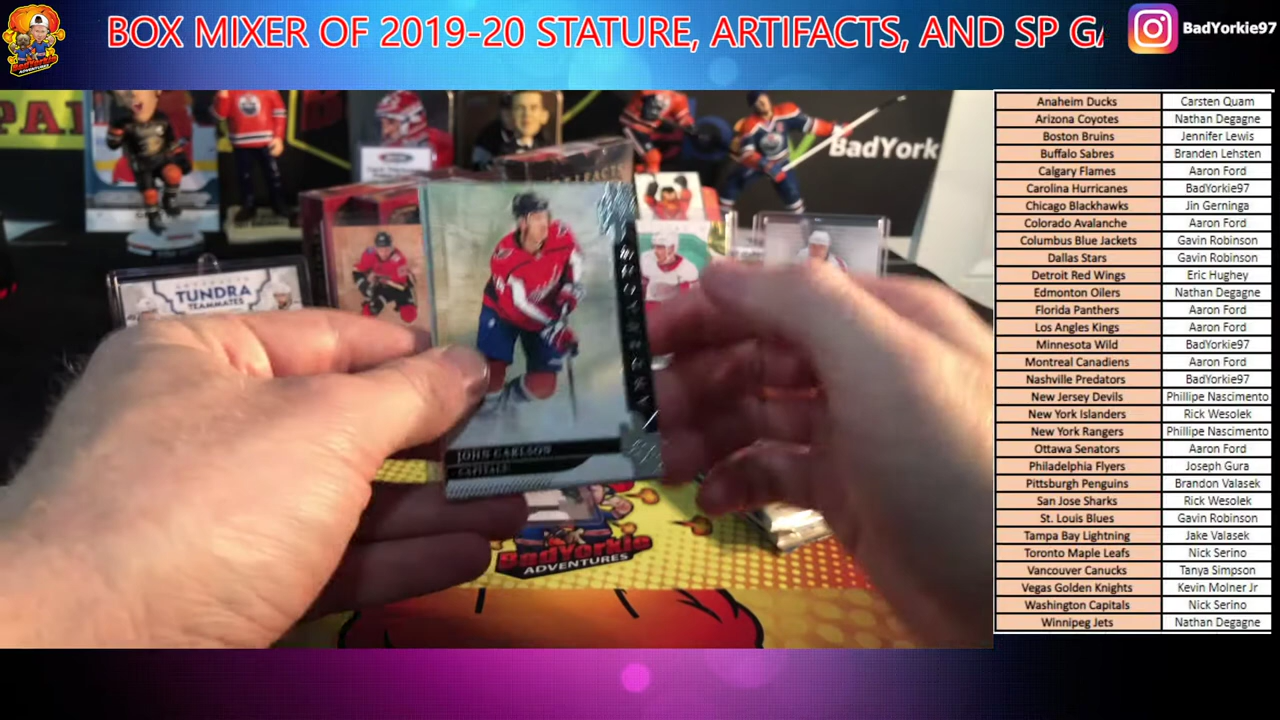 BOX MIXER OF 2019-20 STATURE, ARTIFACTS, AND SP GA
BadYorkie97
BadYorkie
ADVENTURES
BadYork
TUNDRA
TEAMMATES
JOHN CARLSON
CAPITALS
BadYorkie
ADVENTURES
Anaheim Ducks Carsten Quam
Arizona Coyotes Nathan Degagne
Boston Bruins Jennifer Lewis
Buffalo Sabres Branden Lehsten
Calgary Flames Aaron Ford
Carolina Hurricanes BadYorkie97
Chicago Blackhawks Jin Gerninga
Colorado Avalanche Aaron Ford
Columbus Blue Jackets Gavin Robinson
Dallas Stars Gavin Robinson
Detroit Red Wings Eric Hughey
Edmonton Oilers Nathan Degagne
Florida Panthers Aaron Ford
Los Angeles Kings Aaron Ford
Minnesota Wild BadYorkie97
Montreal Canadiens Aaron Ford
Nashville Predators BadYorkie97
New Jersey Devils Phillipe Nascimento
New York Islanders Rick Wesolek
New York Rangers Phillipe Nascimento
Ottawa Senators Aaron Ford
Philadelphia Flyers Joseph Gura
Pittsburgh Penguins Brandon Valasek
San Jose Sharks Rick Wesolek
St. Louis Blues Gavin Robinson
Tampa Bay Lightning Jake Valasek
Toronto Maple Leafs Nick Serino
Vancouver Canucks Tanya Simpson
Vegas Golden Knights Kevin Molner Jr
Washington Capitals Nick Serino
Winnipeg Jets Nathan Degagne